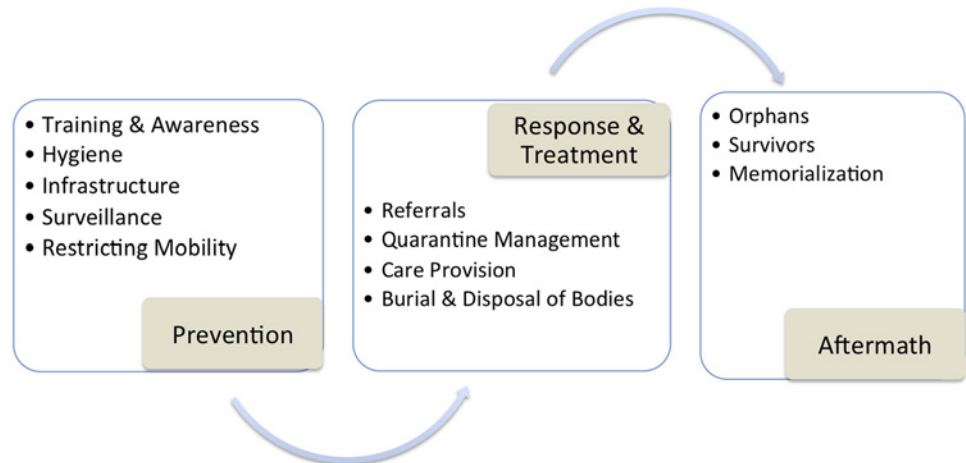 • Training & Awareness
• Hygiene
• Infrastructure
• Surveillance
• Restricting Mobility
Prevention
Response &
Treatment
• Referrals
• Quarantine Management
• Care Provision
• Burial & Disposal of Bodies
• Orphans
• Survivors
• Memorialization
Aftermath